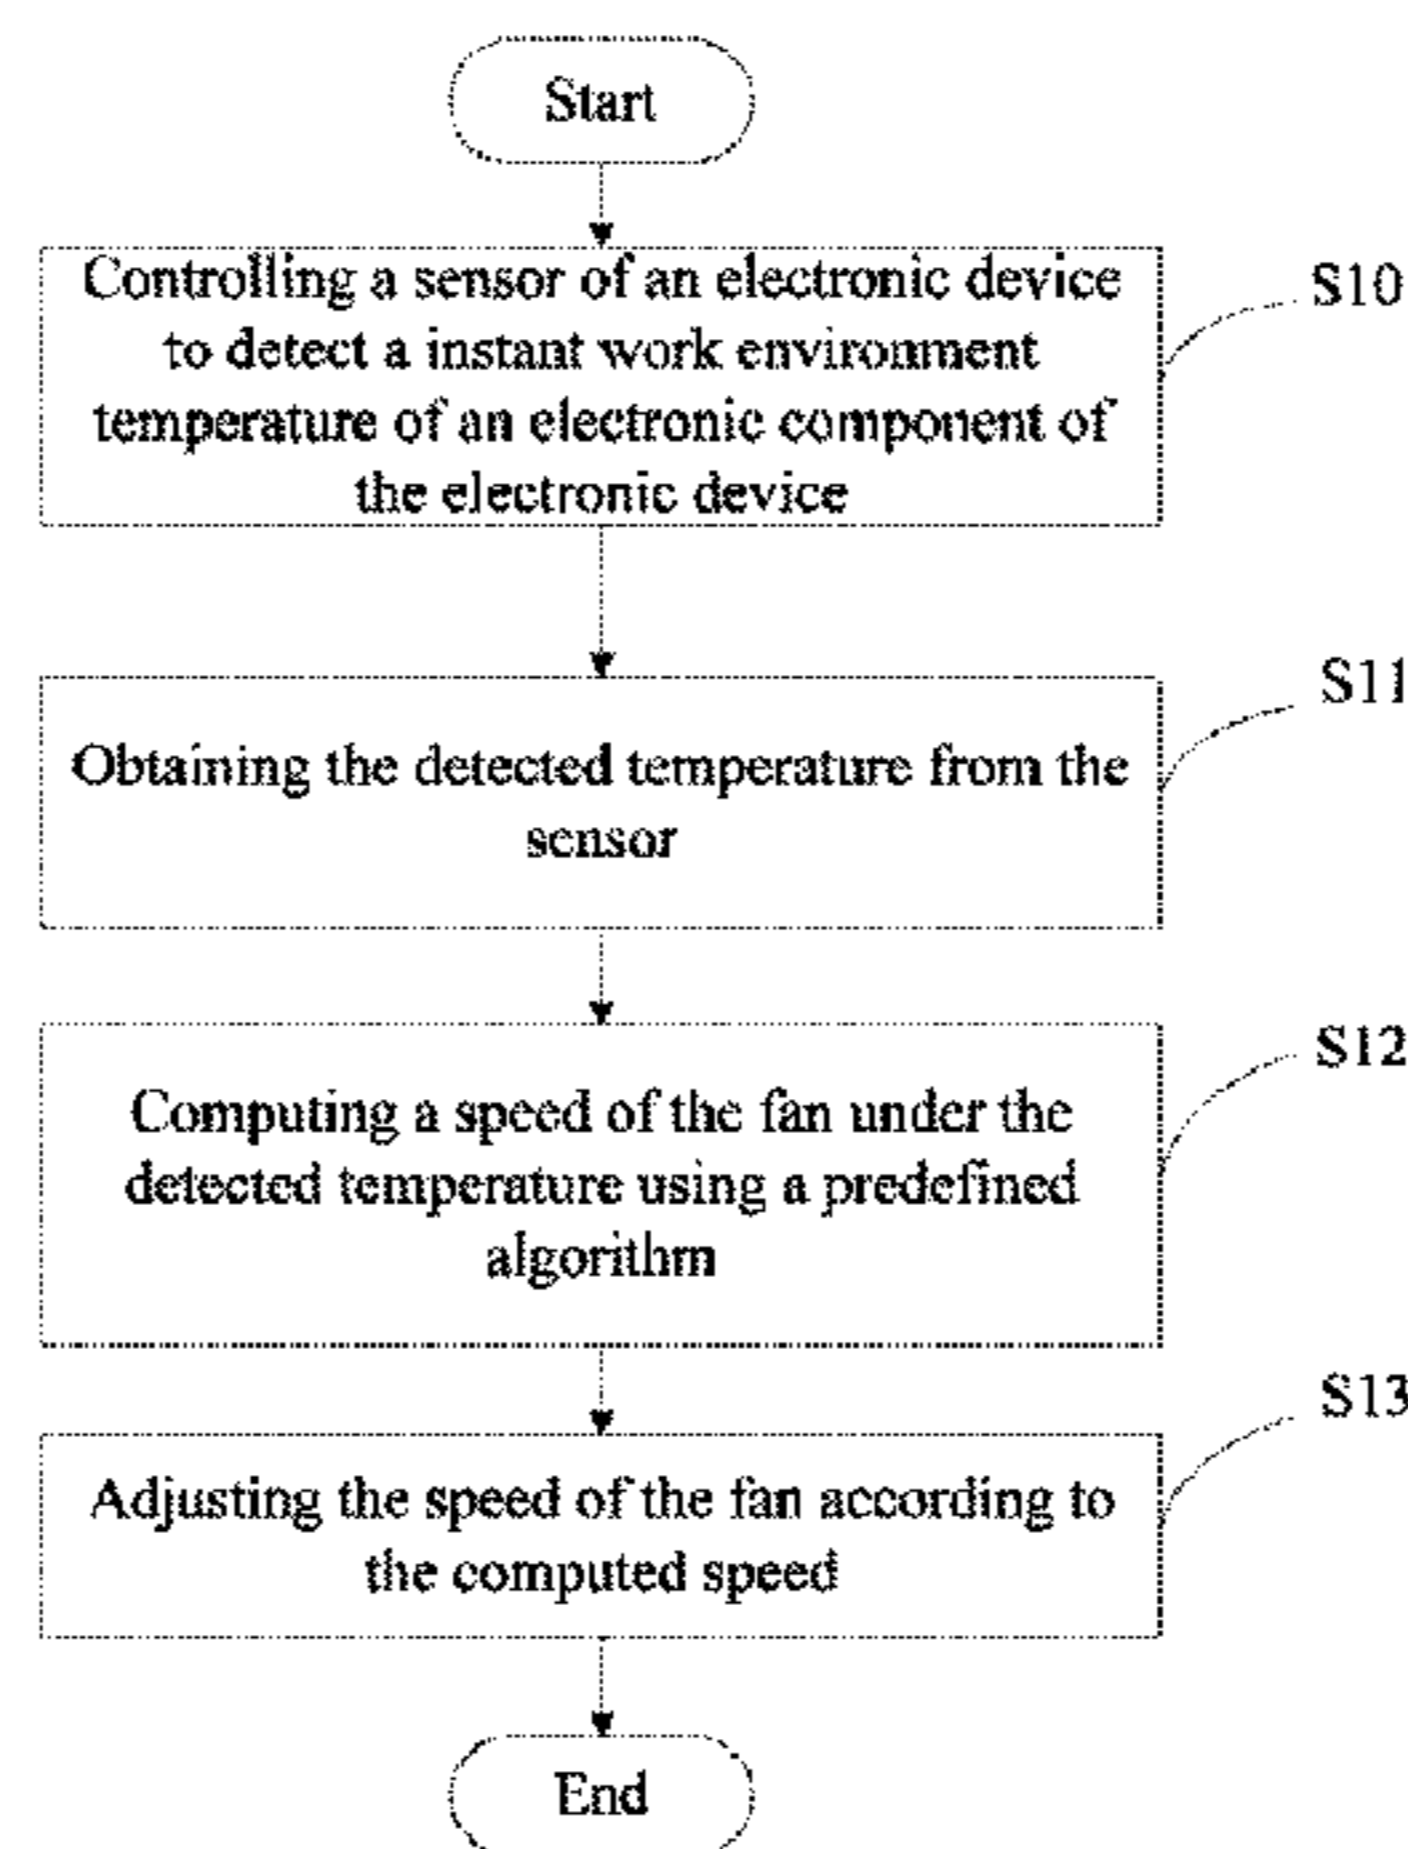 Start
Controlling a sensor of an electronic device
to detect a instant work environment
temperature of an electronic component of
the electronic device
S10
Obtaining the detected temperature from the
sensor
S11
Computing a speed of the fan under the
detected temperature using a predefined
algorithm
S12
Adjusting the speed of the fan according to
the computed speed
S13
End